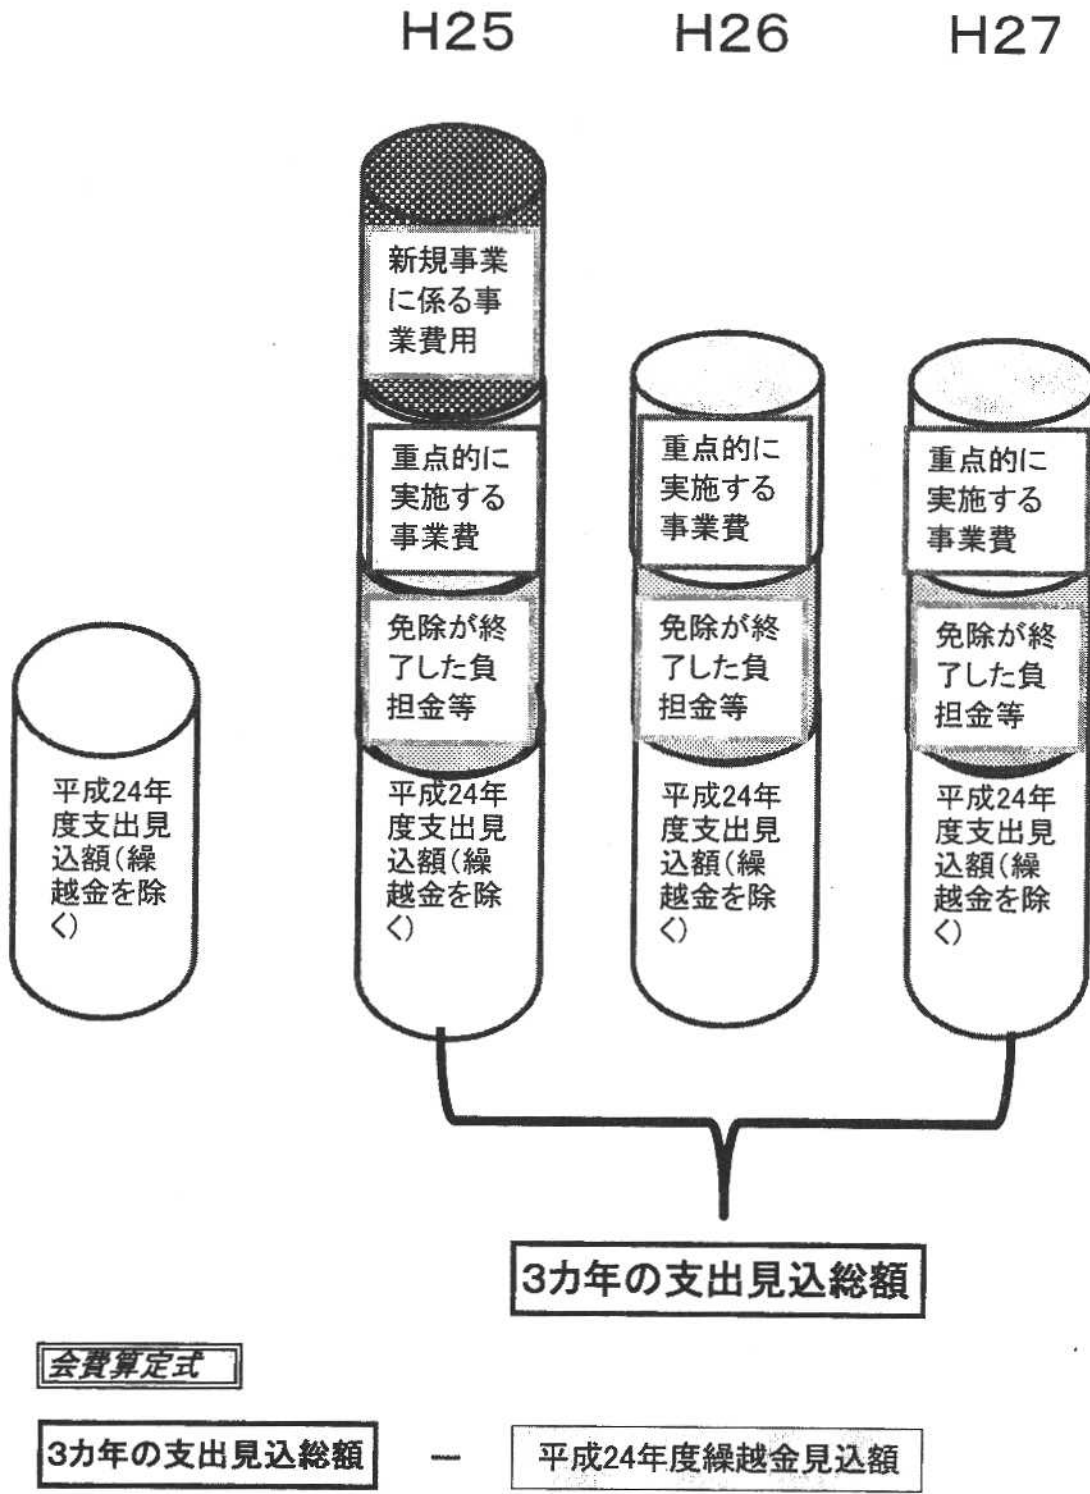 H25
H26
H27
新規事業
に係る事
業費用
重点的に
実施する
事業費
免除が終
了した負
担金等
平成24年
度支出見
込額(繰
越金を除
く)
重点的に
実施する
事業費
免除が終
了した負
担金等
平成24年
度支出見
込額(繰
越金を除
く)
重点的に
実施する
事業費
免除が終
了した負
担金等
平成24年
度支出見
込額(繰
越金を除
く)
平成24年
度支出見
込額(繰
越金を除
く)
3カ年の支出見込総額
会費算定式
3カ年の支出見込総額 － 平成24年度繰越金見込額